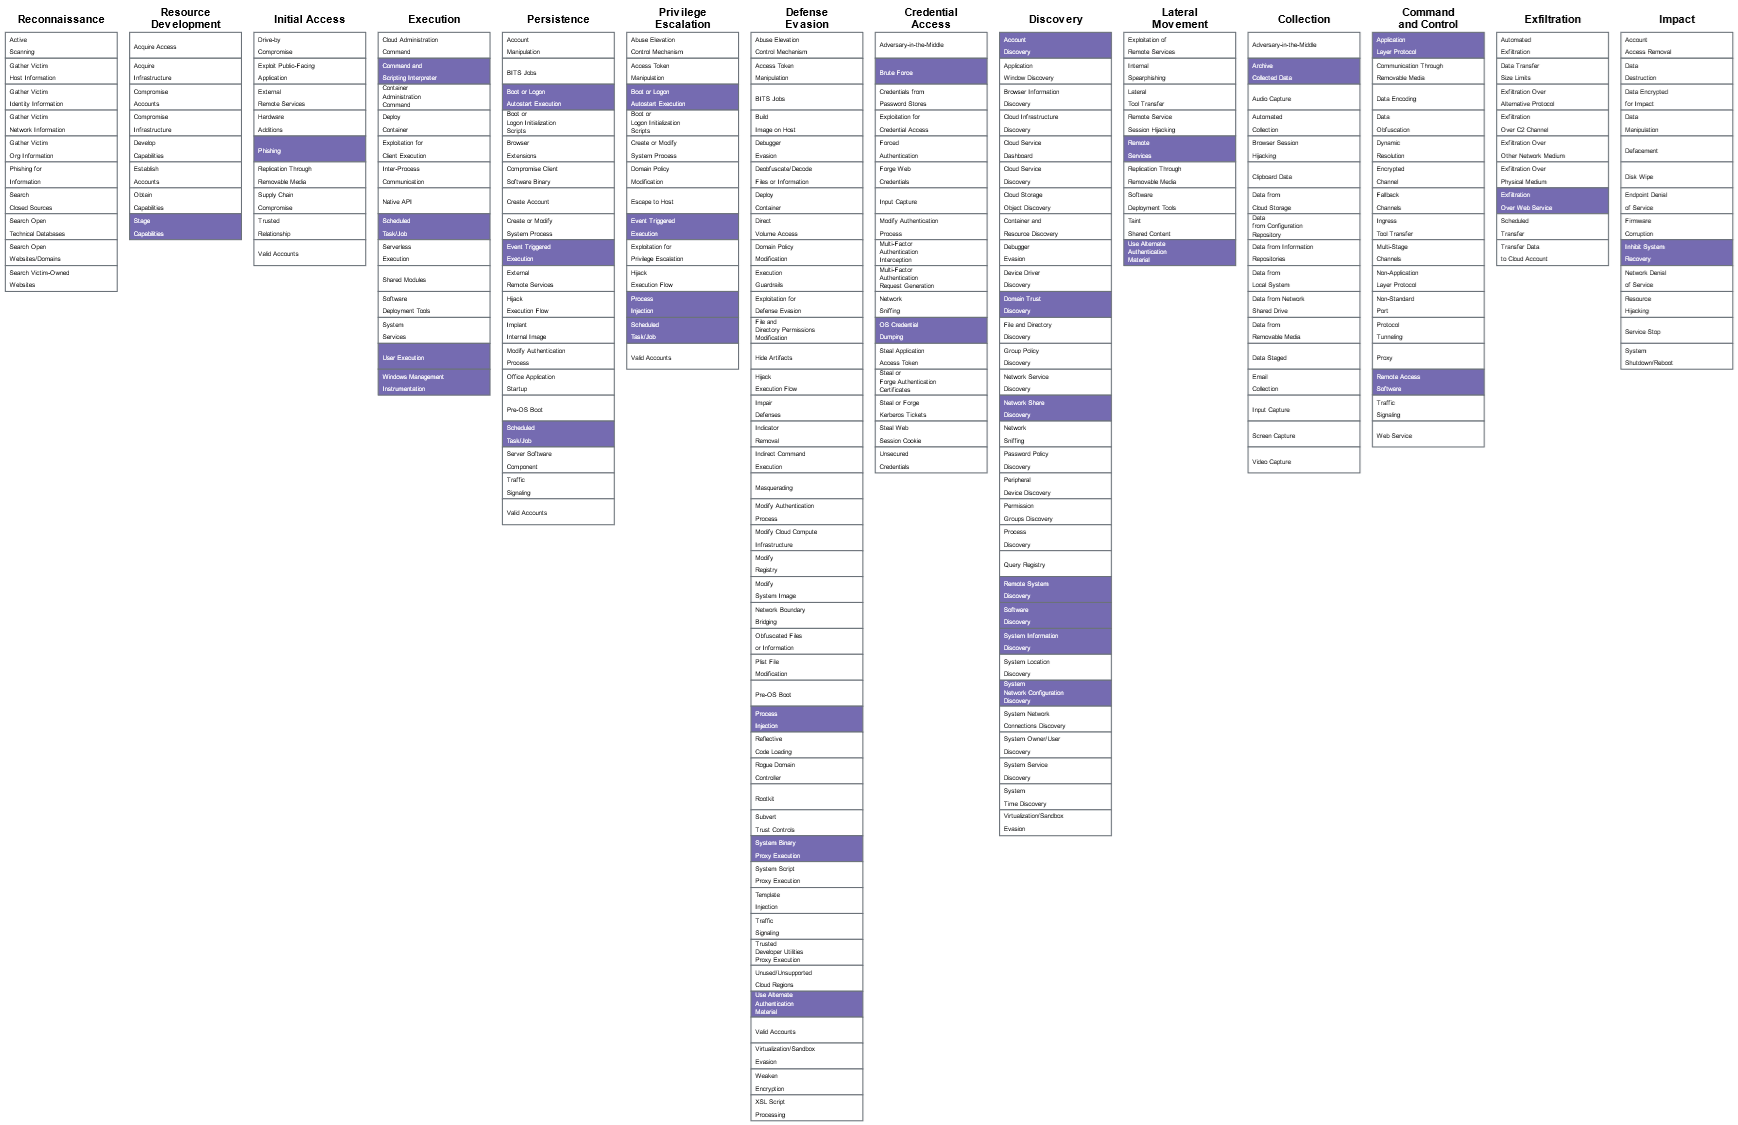 Reconnaissance
Active
Scanning
Gather Victim
Host Information
Gather Victim
Identity Information
Gather Victim
Network Information
Gather Victim
Org Information
Phishing for
Information
Search
Closed Sources
Search Open
Technical Databases
Search Open
Websites/Domains
Search Victim-Owned
Websites
Resource
Development
Acquire Access
Acquire
Infrastructure
Compromise
Accounts
Compromise
Infrastructure
Develop
Capabilities
Establish
Accounts
Obtain
Capabilities
Stage
Capabilities
Initial Access
Drive-by
Compromise
Exploit Public-Facing
Application
External
Remote Services
Hardware
Additions
Phishing
Replication Through
Removable Media
Supply Chain
Compromise
Trusted
Relationship
Valid Accounts
Execution
Cloud Administration
Command
Command and
Scripting Interpreter
Container
Administration
Command
Deploy
Container
Exploitation for
Client Execution
Inter-Process
Communication
Native API
Scheduled
Task/Job
Serverless
Execution
Shared Modules
Software
Deployment Tools
System
Services
User Execution
Windows Management
Instrumentation
Persistence
Account
Manipulation
BITS Jobs
Boot or Logon
Autostart Execution
Boot or
Logon Initialization
Scripts
Browser
Extensions
Compromise Client
Software Binary
Create Account
Create or Modify
System Process
Event Triggered
Execution
External
Remote Services
Hijack
Execution Flow
Implant
Internal Image
Modify Authentication
Process
Office Application
Startup
Pre-OS Boot
Scheduled
Task/Job
Server Software
Component
Traffic
Signaling
Valid Accounts
Privilege
Escalation
Abuse Elevation
Control Mechanism
Access Token
Manipulation
Boot or Logon
Autostart Execution
Boot or
Logon Initialization
Scripts
Create or Modify
System Process
Domain Policy
Modification
Escape to Host
Event Triggered
Execution
Exploitation for
Privilege Escalation
Hijack
Execution Flow
Process
Injection
Scheduled
Task/Job
Valid Accounts
Defense
Evasion
Abuse Elevation
Control Mechanism
Access Token
Manipulation
BITS Jobs
Build
Image on Host
Debugger
Evasion
Deobfuscate/Decode
Files or Information
Deploy
Container
Direct
Volume Access
Domain Policy
Modification
Execution
Guardrails
Exploitation for
Defense Evasion
File and
Directory Permissions
Modification
Hide Artifacts
Hijack
Execution Flow
Impair
Defenses
Indicator
Removal
Indirect Command
Execution
Masquerading
Modify Authentication
Process
Modify Cloud Compute
Infrastructure
Modify
Registry
Modify
System Image
Network Boundary
Bridging
Obfuscated Files
or Information
Plist File
Modification
Pre-OS Boot
Process
Injection
Reflective
Code Loading
Rogue Domain
Controller
Rootkit
Subvert
Trust Controls
System Binary
Proxy Execution
System Script
Proxy Execution
Template
Injection
Traffic
Signaling
Trusted
Developer Utilities
Proxy Execution
Unused/Unsupported
Cloud Regions
Use Alternate
Authentication
Material
Valid Accounts
Virtualization/Sandbox
Evasion
Weaken
Encryption
XSL Script
Processing
Credential
Access
Adversary-in-the-Middle
Brute Force
Credentials from
Password Stores
Exploitation for
Credential Access
Forced
Authentication
Forge Web
Credentials
Input Capture
Modify Authentication
Process
Multi-Factor
Authentication
Interception
Multi-Factor
Authentication
Request Generation
Network
Sniffing
OS Credential
Dumping
Steal Application
Access Token
Steal or
Forge Authentication
Certificates
Steal or Forge
Kerberos Tickets
Steal Web
Session Cookie
Unsecured
Credentials
Discovery
Account
Discovery
Application
Window Discovery
Browser Information
Discovery
Cloud Infrastructure
Discovery
Cloud Service
Dashboard
Cloud Service
Discovery
Cloud Storage
Object Discovery
Container and
Resource Discovery
Debugger
Evasion
Device Driver
Discovery
Domain Trust
Discovery
File and Directory
Discovery
Group Policy
Discovery
Network Service
Discovery
Network Share
Discovery
Network
Sniffing
Password Policy
Discovery
Peripheral
Device Discovery
Permission
Groups Discovery
Process
Discovery
Query Registry
Remote System
Discovery
Software
Discovery
System Information
Discovery
System Location
Discovery
System
Network Configuration
Discovery
System Network
Connections Discovery
System Owner/User
Discovery
System Service
Discovery
System
Time Discovery
Virtualization/Sandbox
Evasion
Lateral
Movement
Exploitation of
Remote Services
Internal
Spearphishing
Lateral
Tool Transfer
Remote Service
Session Hijacking
Remote
Services
Replication Through
Removable Media
Software
Deployment Tools
Taint
Shared Content
Use Alternate
Authentication
Material
Collection
Adversary-in-the-Middle
Archive
Collected Data
Audio Capture
Automated
Collection
Browser Session
Hijacking
Clipboard Data
Data from
Cloud Storage
Data
from Configuration
Repository
Data from Information
Repositories
Data from
Local System
Data from Network
Shared Drive
Data from
Removable Media
Data Staged
Email
Collection
Input Capture
Screen Capture
Video Capture
Command
and Control
Application
Layer Protocol
Communication Through
Removable Media
Data Encoding
Data
Obfuscation
Dynamic
Resolution
Encrypted
Channel
Fallback
Channels
Ingress
Tool Transfer
Multi-Stage
Channels
Non-Application
Layer Protocol
Non-Standard
Port
Protocol
Tunneling
Proxy
Remote Access
Software
Traffic
Signaling
Web Service
Exfiltration
Automated
Exfiltration
Data Transfer
Size Limits
Exfiltration Over
Alternative Protocol
Exfiltration
Over C2 Channel
Exfiltration Over
Other Network Medium
Exfiltration Over
Physical Medium
Exfiltration
Over Web Service
Scheduled
Transfer
Transfer Data
to Cloud Account
Impact
Account
Access Removal
Data
Destruction
Data Encrypted
for Impact
Data
Manipulation
Defacement
Disk Wipe
Endpoint Denial
of Service
Firmware
Corruption
Inhibit System
Recovery
Network Denial
of Service
Resource
Hijacking
Service Stop
System
Shutdown/Reboot